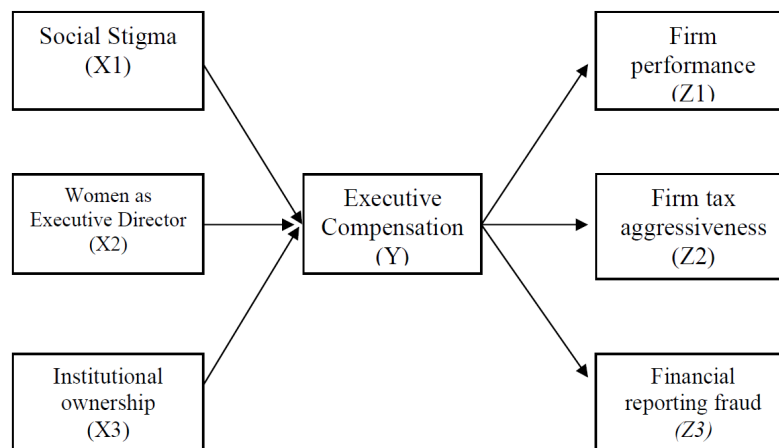 Social Stigma
(X1)
Women as
Executive Director
(X2)
Institutional
ownership
(X3)
Executive
Compensation
(Y)
Firm
performance
(Z1)
Firm tax
aggressiveness
(Z2)
Financial
reporting fraud
(Z3)